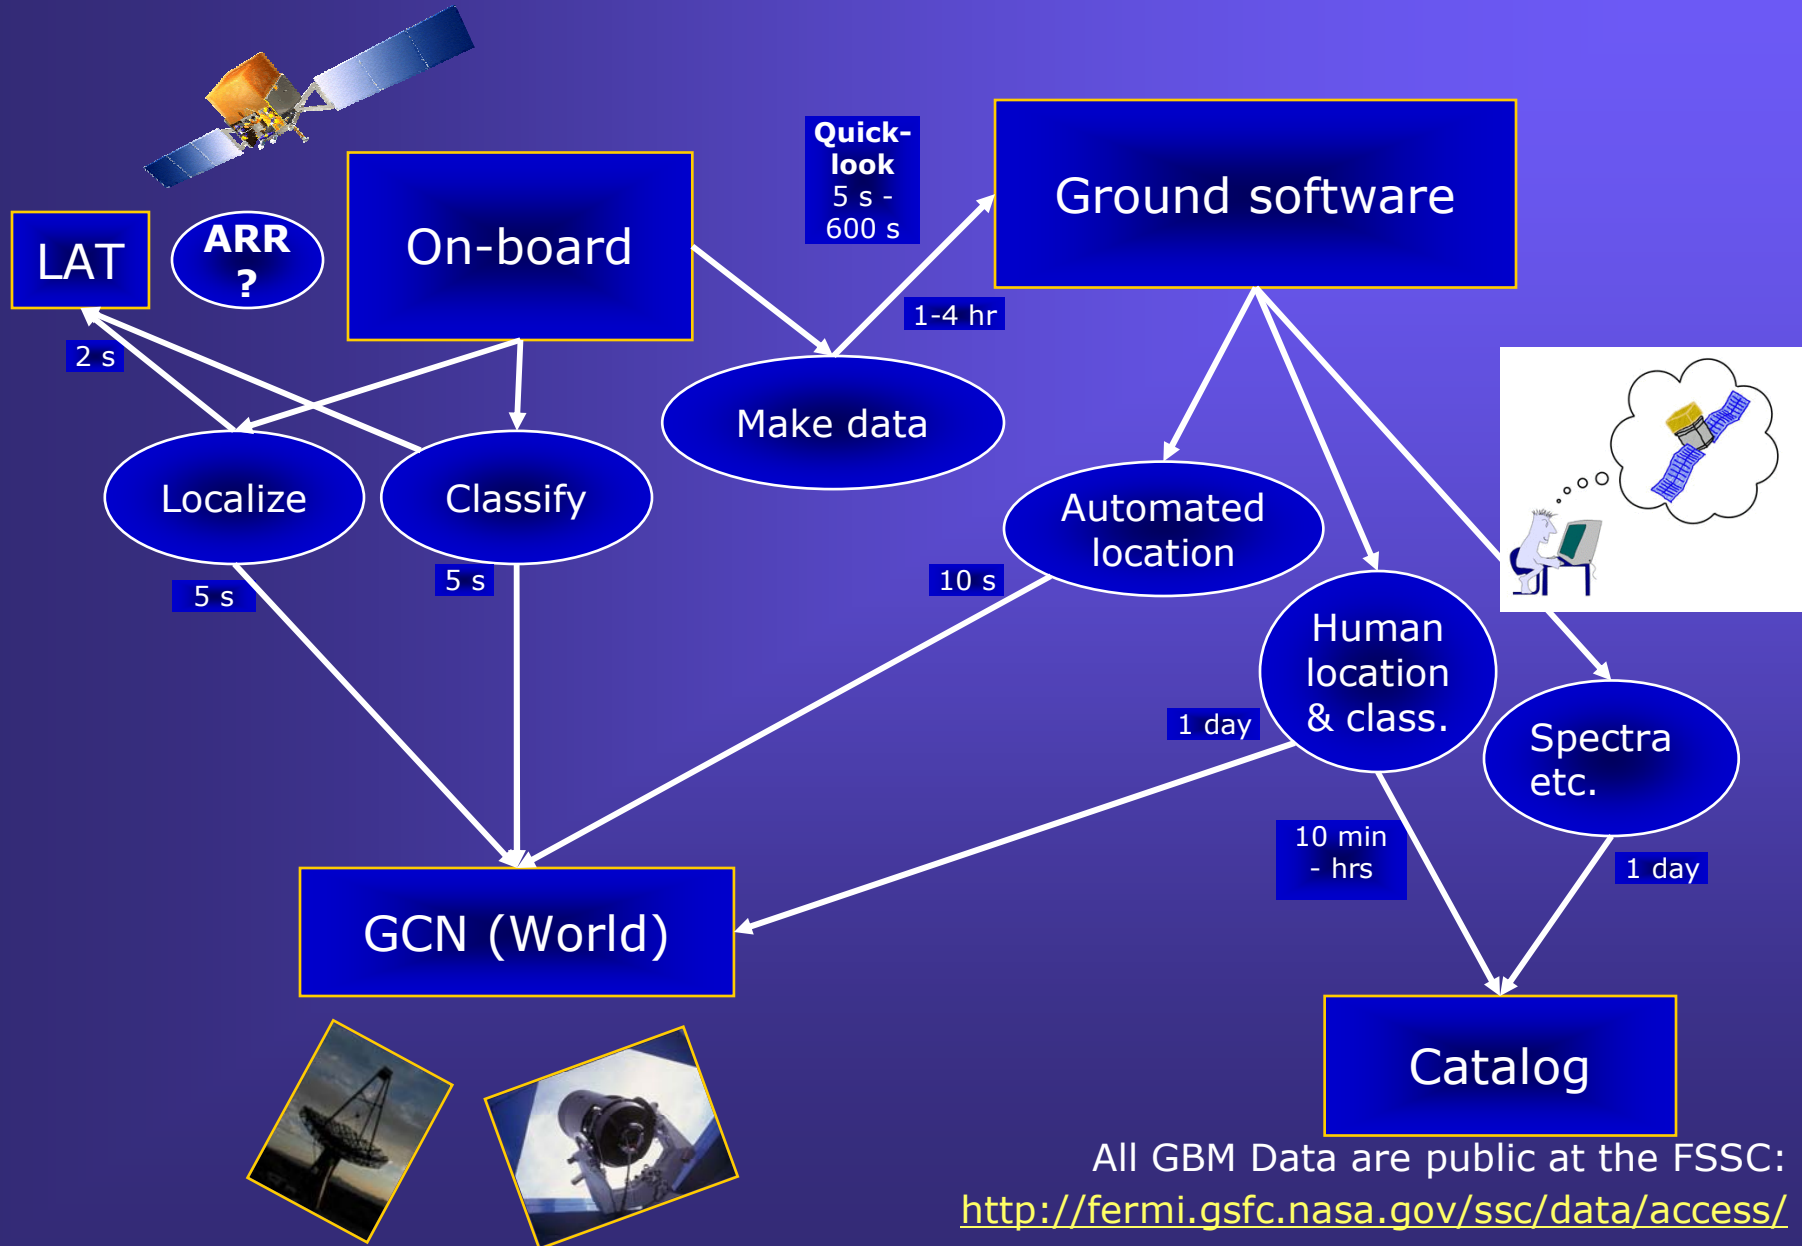 Quick-
look
5 s -
600 s
Ground software
LAT
ARR
?
On-board
1-4 hr
2 s
Make data
Localize
Classify
Automated
location
5 s
5 s
10 s
Human
location
& class.
1 day
Spectra
etc.
10 min
- hrs
1 day
GCN (World)
Catalog
All GBM Data are public at the FSSC:
http://fermi.gsfc.nasa.gov/ssc/data/access/